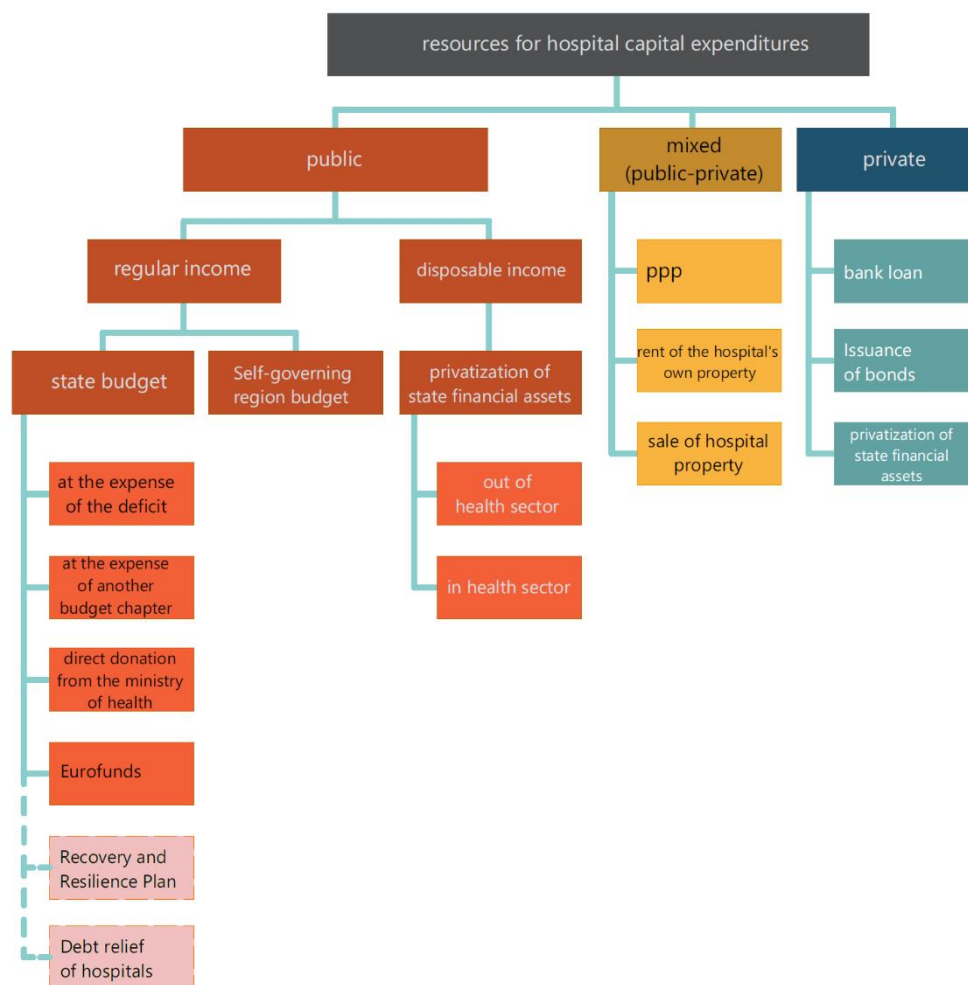 resources for hospital capital expenditures
public
mixed
(public-private)
private
regular income
disposable income
ppp
bank loan
state budget
Self-governing
region budget
privatization of
state financial assets
rent of the hospital's
own property
Issuance
of bonds
sale of hospital
property
privatization of
state financial
assets
at the expense
of the deficit
out of
health sector
at the expense
of another
budget chapter
in health sector
direct donation
from the ministry
of health
Eurofunds
Recovery and
Resilience Plan
Debt relief
of hospitals